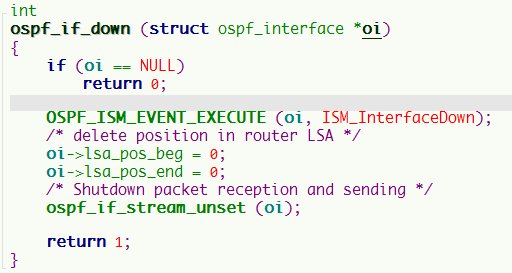 int
ospf_if_down (struct ospf_interface *oi)
{
    if (oi == NULL)
        return 0;

    OSPF_ISM_EVENT_EXECUTE (oi, ISM_InterfaceDown);
    /* delete position in router LSA */
    oi->lsa_pos_beg = 0;
    oi->lsa_pos_end = 0;
    /* Shutdown packet reception and sending */
    ospf_if_stream_unset (oi);

    return 1;
}